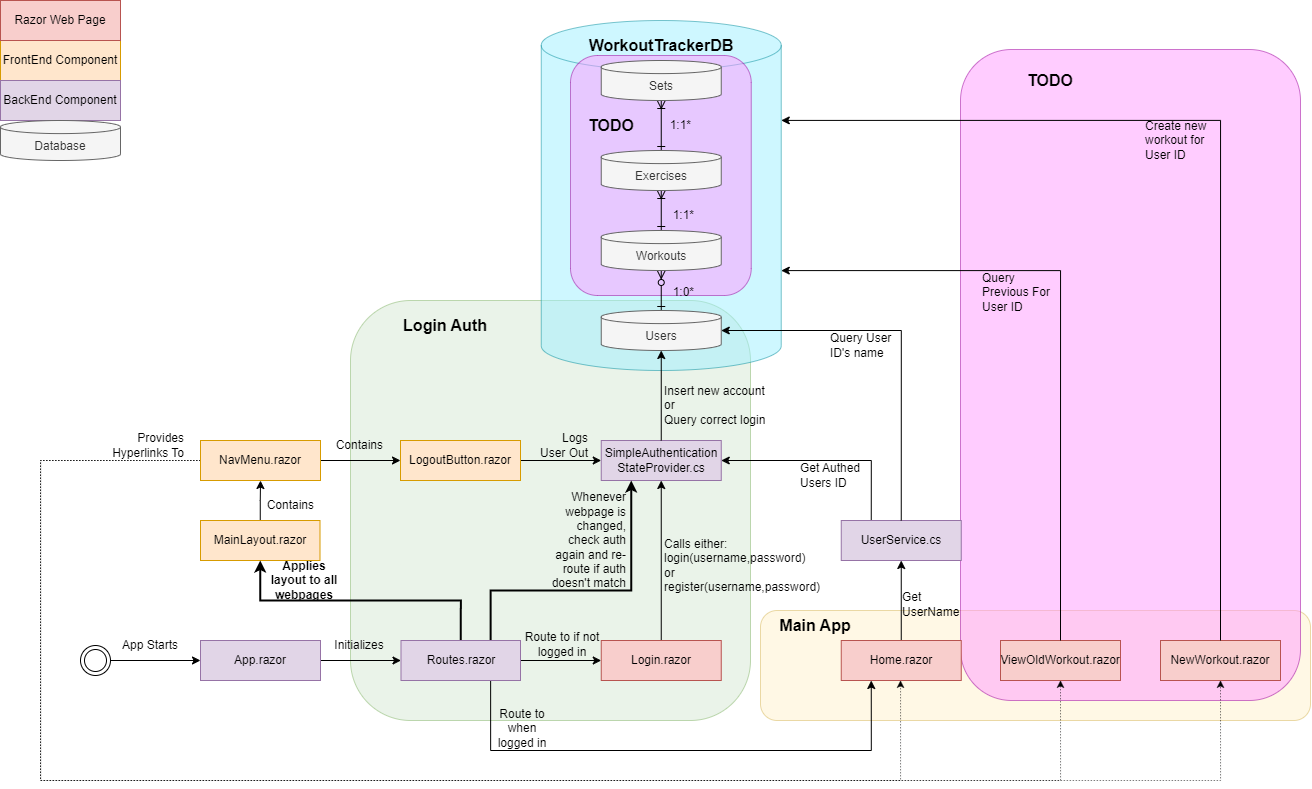 Razor Web Page
FrontEnd Component
BackEnd Component
Database
WorkoutTrackerDB
Sets
TODO
1:1*
Exercises
1:1*
Workouts
1:0*
Users
TODO
Create new
workout for
User ID
Query
Previous For
User ID
Query User
ID's name
Login Auth
Insert new account
or
Query correct login
Provides
Hyperlinks To
NavMenu.razor
Contains
LogoutButton.razor
Logs
User Out
SimpleAuthentication
StateProvider.cs
Get Authed
Users ID
Contains
MainLayout.razor
Applies
layout to all
webpages
Whenever
webpage is
changed,
check auth
again and re-
route if auth
doesn't match
Calls either:
login(username,password)
or
register(username,password)
UserService.cs
Get
UserName
Main App
App Starts
App.razor
Initializes
Routes.razor
Route to if not
logged in
Login.razor
Home.razor
ViewOldWorkout.razor
NewWorkout.razor
Route to
when
logged in